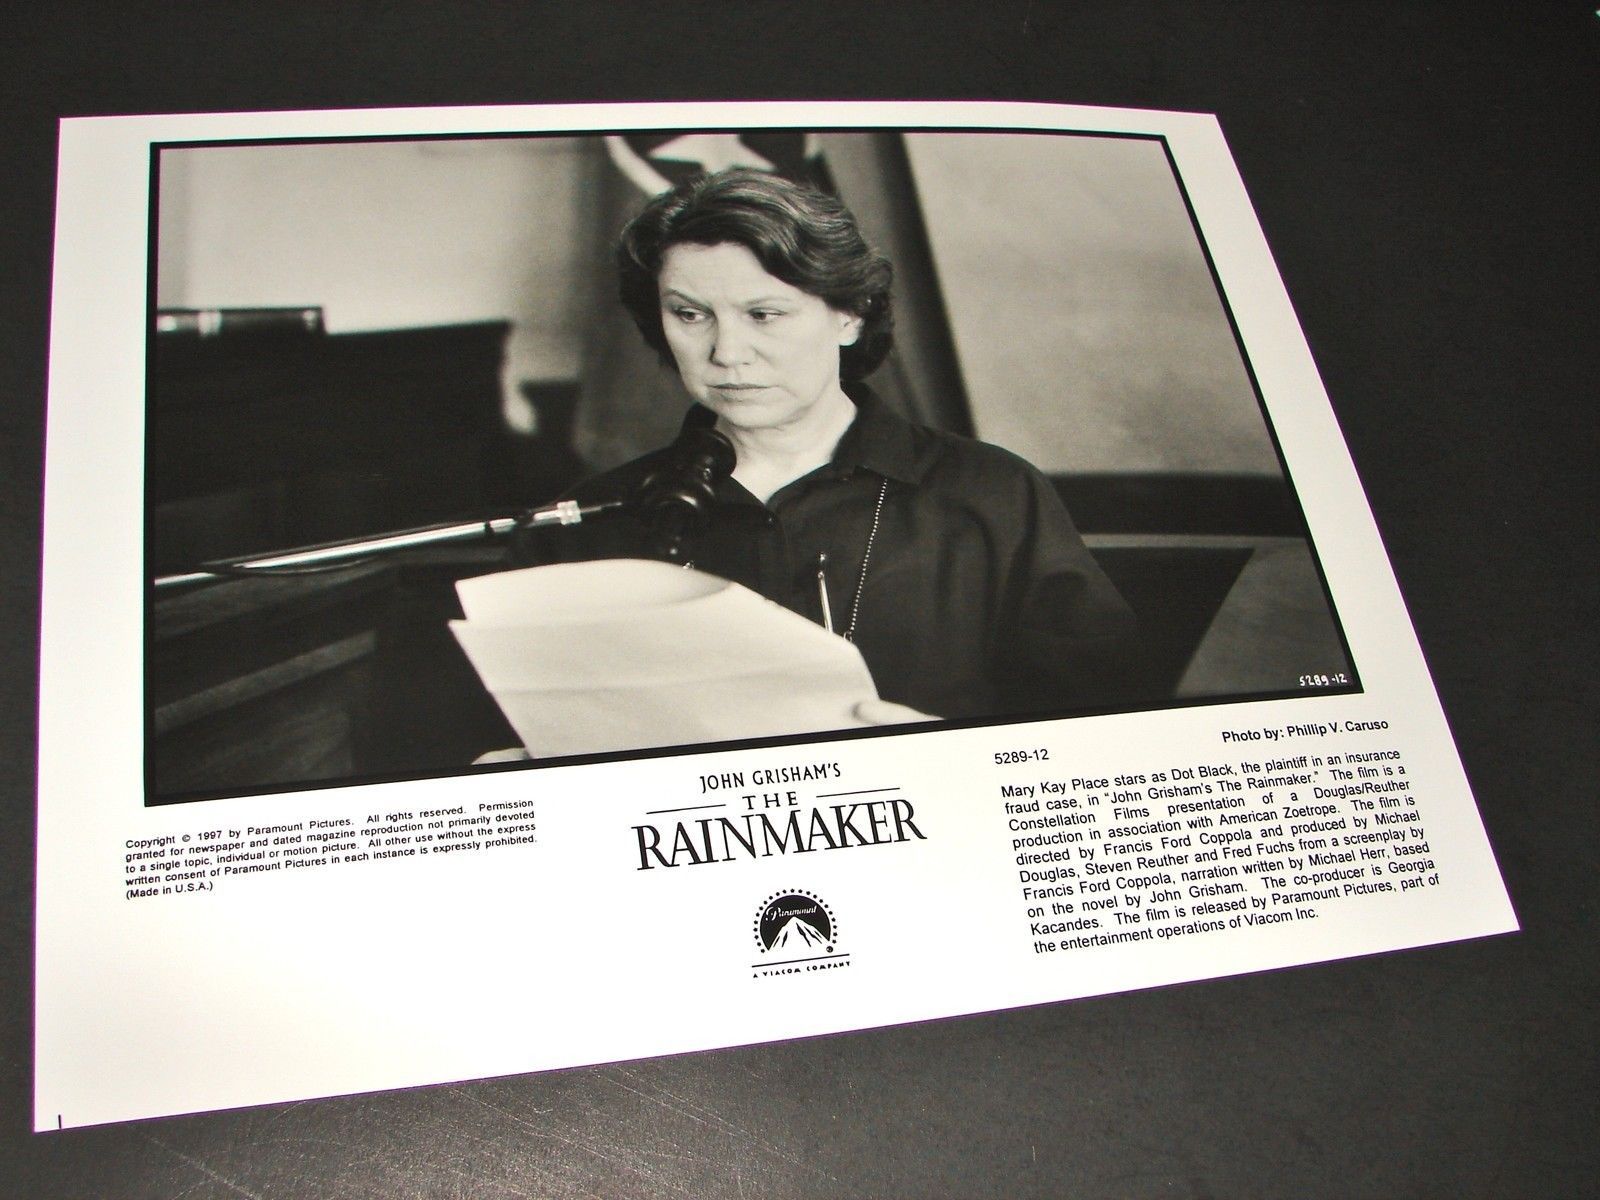 5289-12
Photo by: Phillip V. Caruso
Copyright © 1997 by Paramount Pictures. All rights reserved. Permission
granted for newspaper and dated magazine reproduction not primarily devoted
to a single topic, individual or motion picture. All other use without the express
written consent of Paramount Pictures in each instance is expressly prohibited.
(Made in U.S.A.)
JOHN GRISHAM'S
THE
RAINMAKER
Paramount
A VIACOM COMPANY
5289-12
Mary Kay Place stars as Dot Black, the plaintiff in an insurance
fraud case, in "John Grisham's The Rainmaker." The film is a
Constellation Films presentation of a Douglas/Reuther
production in association with American Zoetrope. The film is
directed by Francis Ford Coppola and produced by Michael
Douglas, Steven Reuther and Fred Fuchs from a screenplay by
Francis Ford Coppola, narration written by Michael Herr, based
on the novel by John Grisham. The co-producer is Georgia
Kacandes. The film is released by Paramount Pictures, part of
the entertainment operations of Viacom Inc.